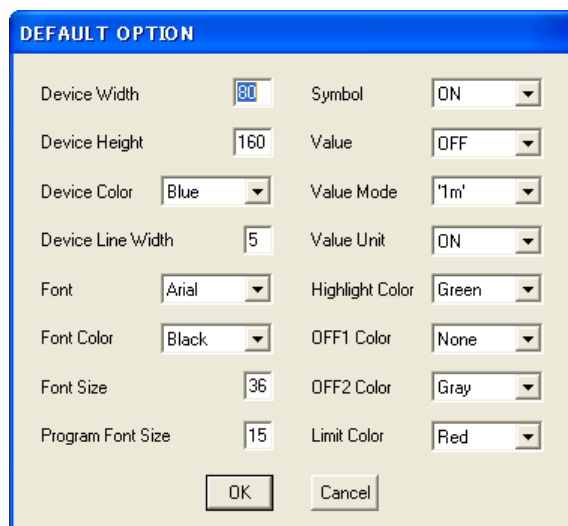 DEFAULT OPTION
Device Width 80 Symbol ON
Device Height 160 Value OFF
Device Color Blue Value Mode '1m'
Device Line Width 5 Value Unit ON
Font Arial Highlight Color Green
Font Color Black OFF1 Color None
Font Size 36 OFF2 Color Gray
Program Font Size 15 Limit Color Red
OK Cancel